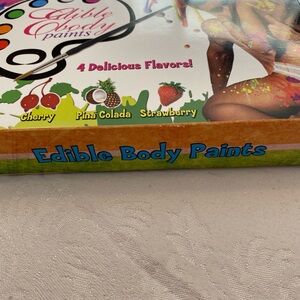 Edible
body
paints
4 Delicious Flavors!
Cherry Pina Colada Strawberry
Edible Body Paints